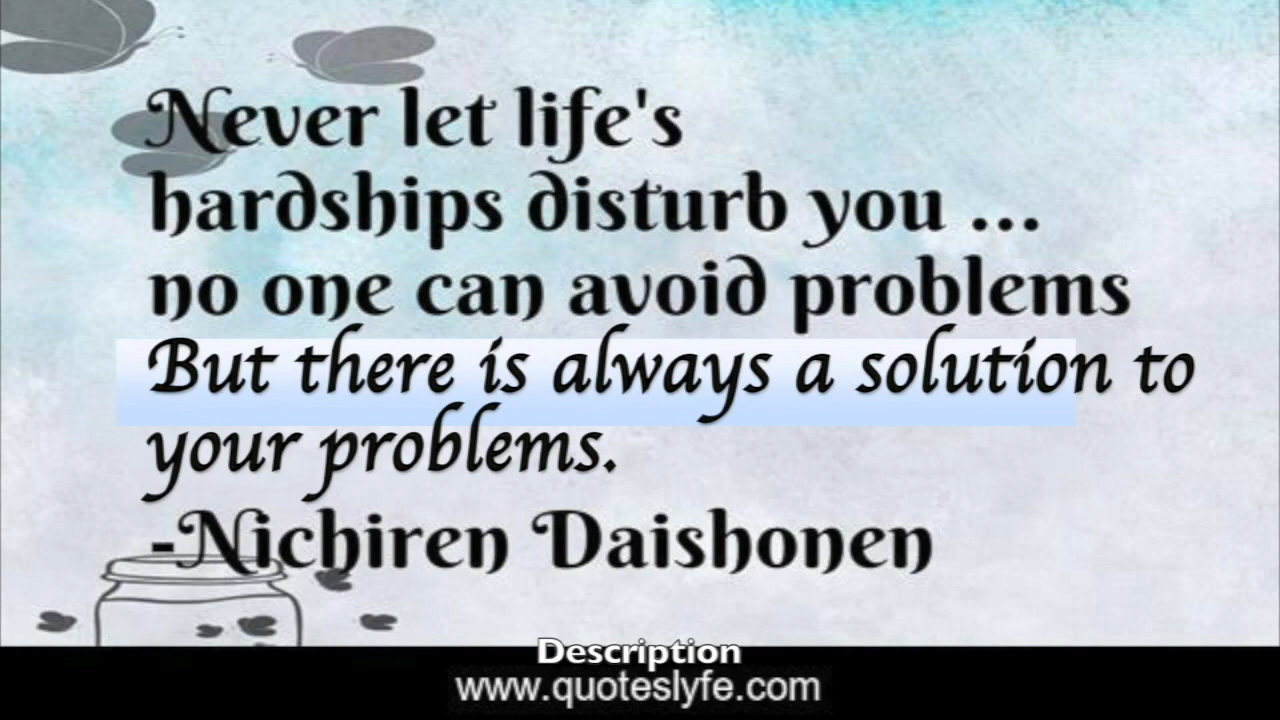 Never let life's
hardships disturb you ...
no one can avoid problems
But there is always a solution to
your problems.
-Nichiren Daishonen
Description
www.quoteslyfe.com